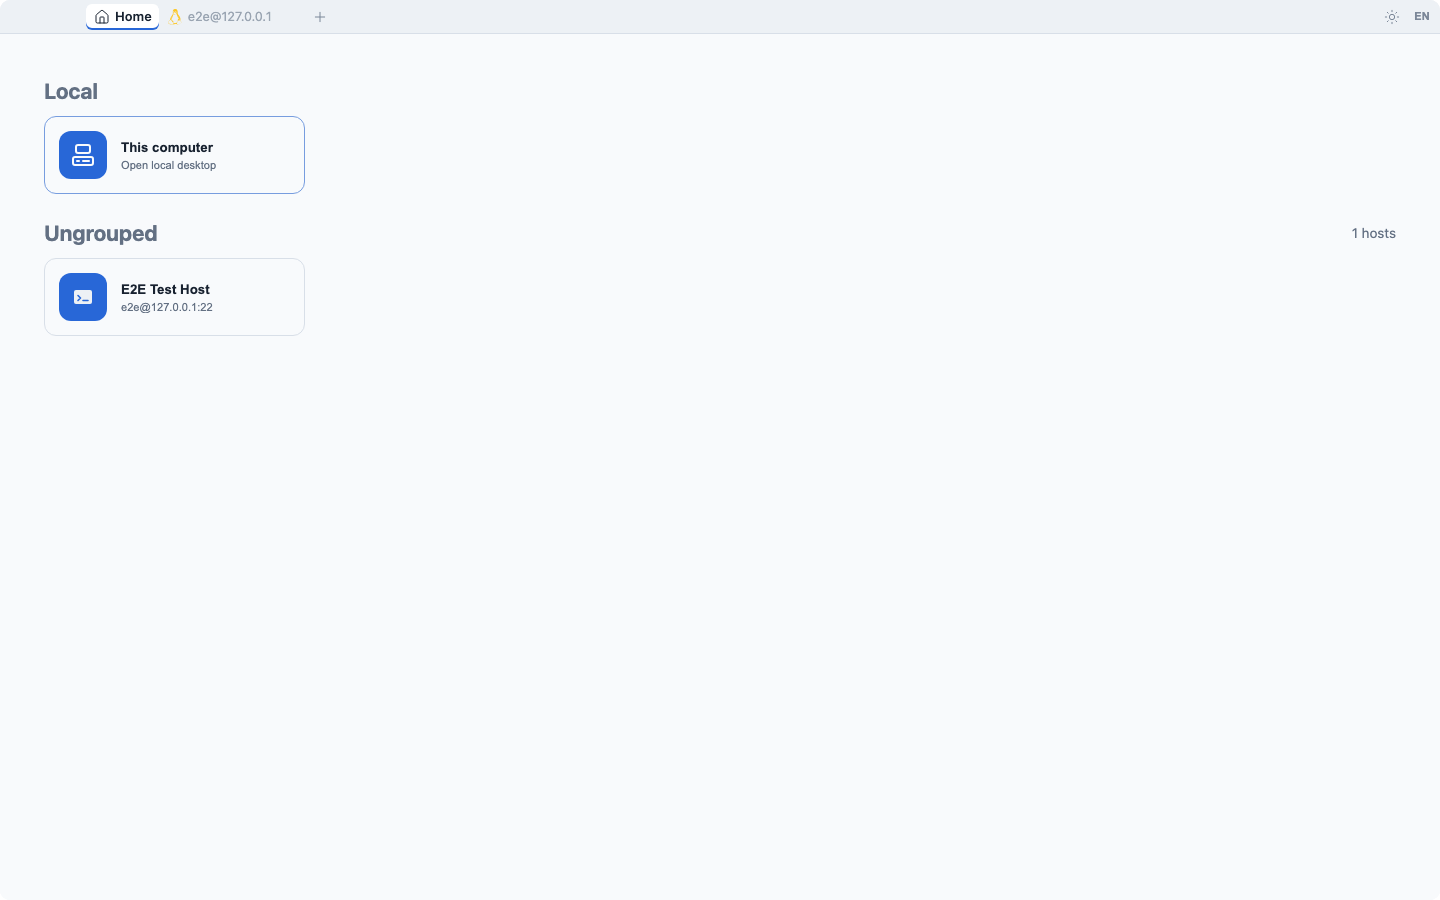 Home
e2e@127.0.0.1
EN
Local
This computer
Open local desktop
Ungrouped
1 hosts
E2E Test Host
e2e@127.0.0.1:22